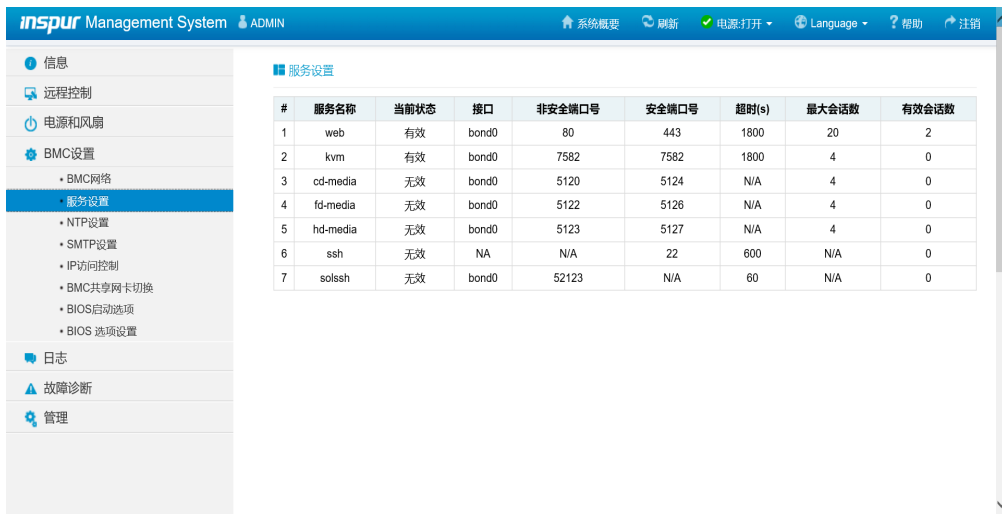 inspur Management System ADMIN 系统概要 刷新 电源:打开 Language 帮助 注销
信息
远程控制
电源和风扇
BMC设置
• BMC网络
• 服务设置
• NTP设置
• SMTP设置
• IP访问控制
• BMC共享网卡切换
• BIOS启动选项
• BIOS 选项设置
日志
故障诊断
管理
服务设置
# 服务名称 当前状态 接口 非安全端口号 安全端口号 超时(s) 最大会话数 有效会话数
1 web 有效 bond0 80 443 1800 20 2
2 kvm 有效 bond0 7582 7582 1800 4 0
3 cd-media 无效 bond0 5120 5124 N/A 4 0
4 fd-media 无效 bond0 5122 5126 N/A 4 0
5 hd-media 无效 bond0 5123 5127 N/A 4 0
6 ssh 无效 NA N/A 22 600 N/A 0
7 solssh 无效 bond0 52123 N/A 60 N/A 0